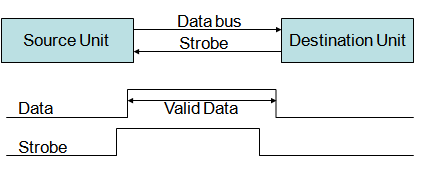 Data bus
Source Unit
Strobe
Destination Unit
Data
Valid Data
Strobe